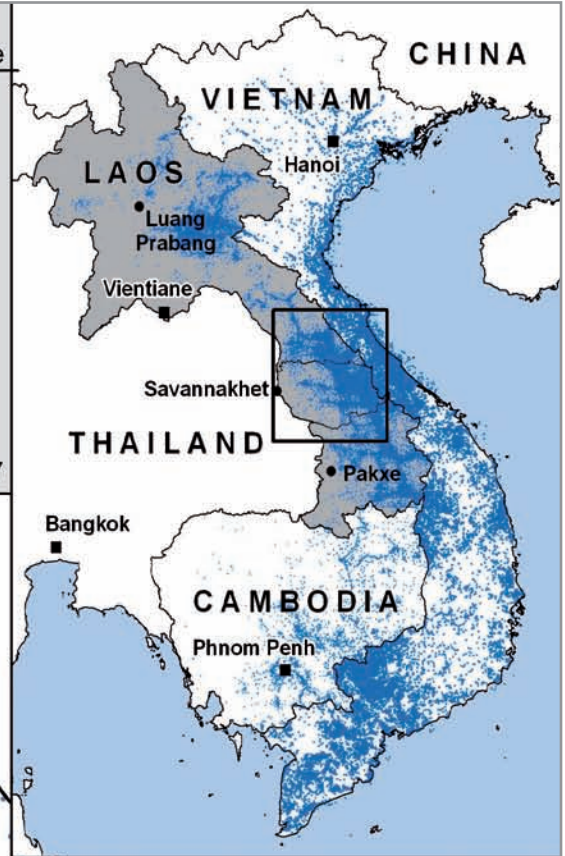 CHINA
VIETNAM
Hanoi
LAOS
Luang
Prabang
Vientiane
Savannakhet
THAILAND
Pakxe
Bangkok
CAMBODIA
Phnom Penh